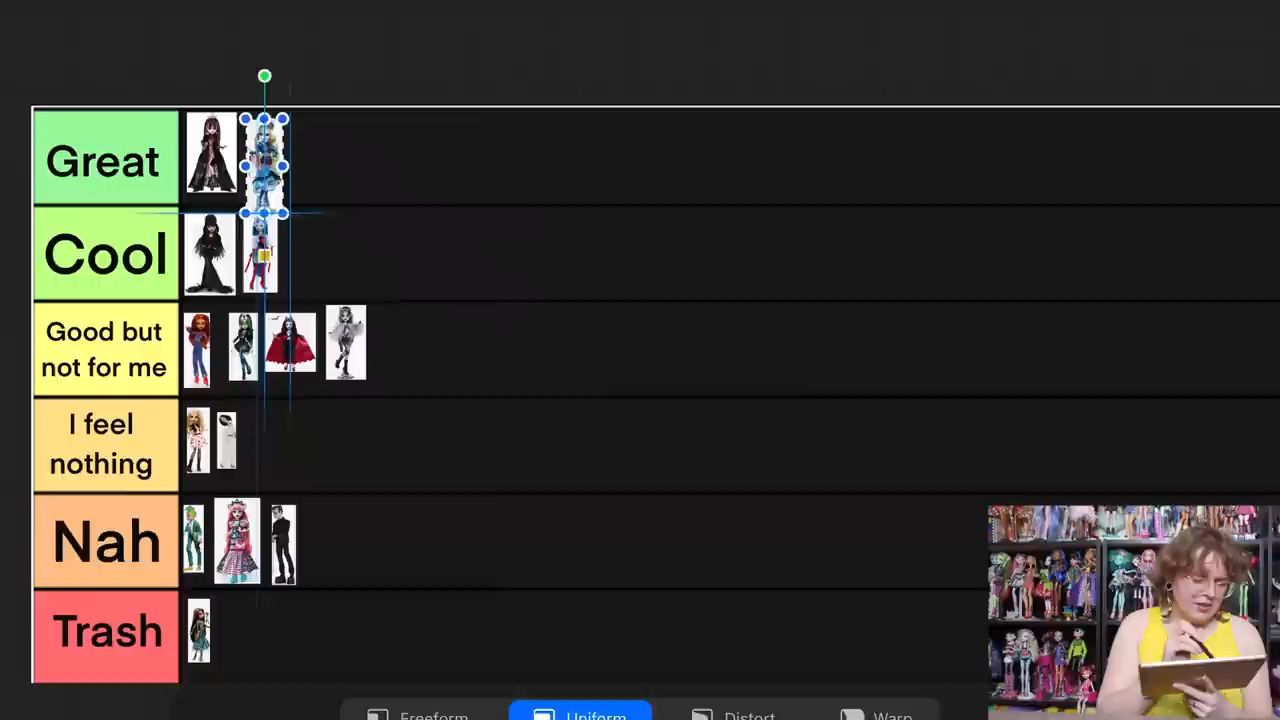 Great
Cool
Good but
not for me
I feel
nothing
Nah
Trash
Freeform
Uniform
Distort
Warp